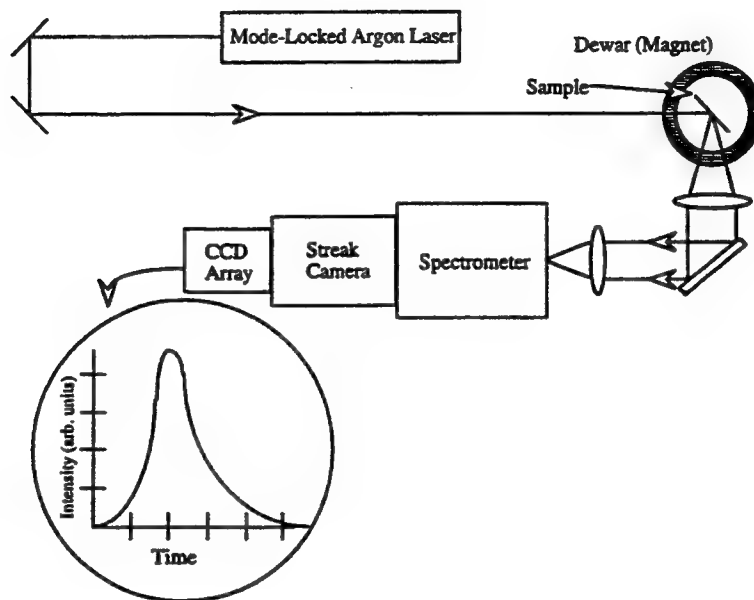 Mode-Locked Argon Laser
Dewar (Magnet)
Sample
CCD
Array
Streak
Camera
Spectrometer
Intensity (arb. units)
Time